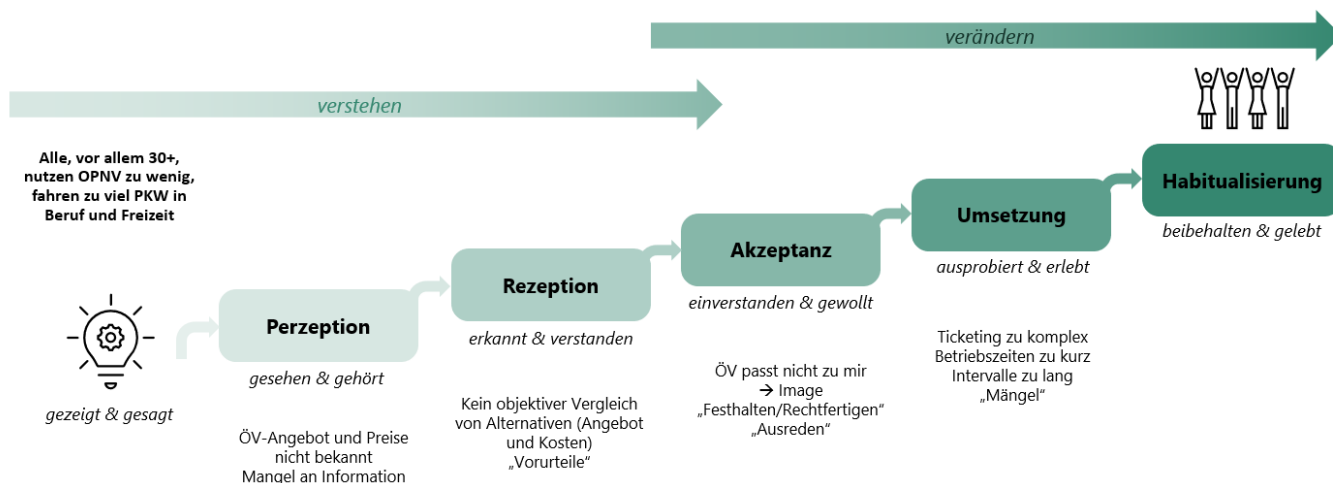 verändern
verstehen
Alle, vor allem 30+,
nutzen OPNV zu wenig,
fahren zu viel PKW in
Beruf und Freizeit
gezeigt & gesagt
Perzeption
gesehen & gehört
ÖV-Angebot und Preise
nicht bekannt
Mangel an Information
Rezeption
erkannt & verstanden
Kein objektiver Vergleich
von Alternativen (Angebot
und Kosten)
„Vorurteile“
Akzeptanz
einverstanden & gewollt
ÖV passt nicht zu mir
→ Image
„Festhalten/Rechtfertigen“
„Ausreden“
Umsetzung
ausprobiert & erlebt
Ticketing zu komplex
Betriebszeiten zu kurz
Intervalle zu lang
„Mängel“
Habitualisierung
beibehalten & gelebt